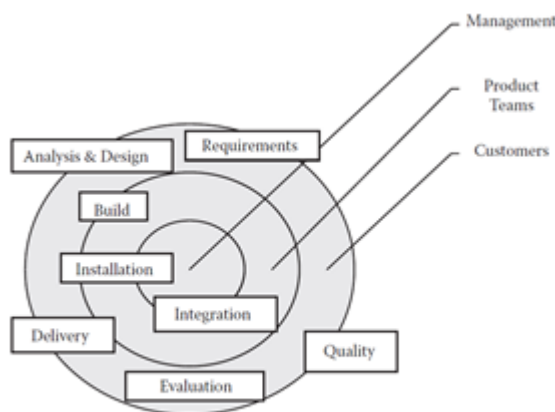 Management
Product
Teams
Customers
Requirements
Analysis & Design
Build
Installation
Integration
Delivery
Quality
Evaluation